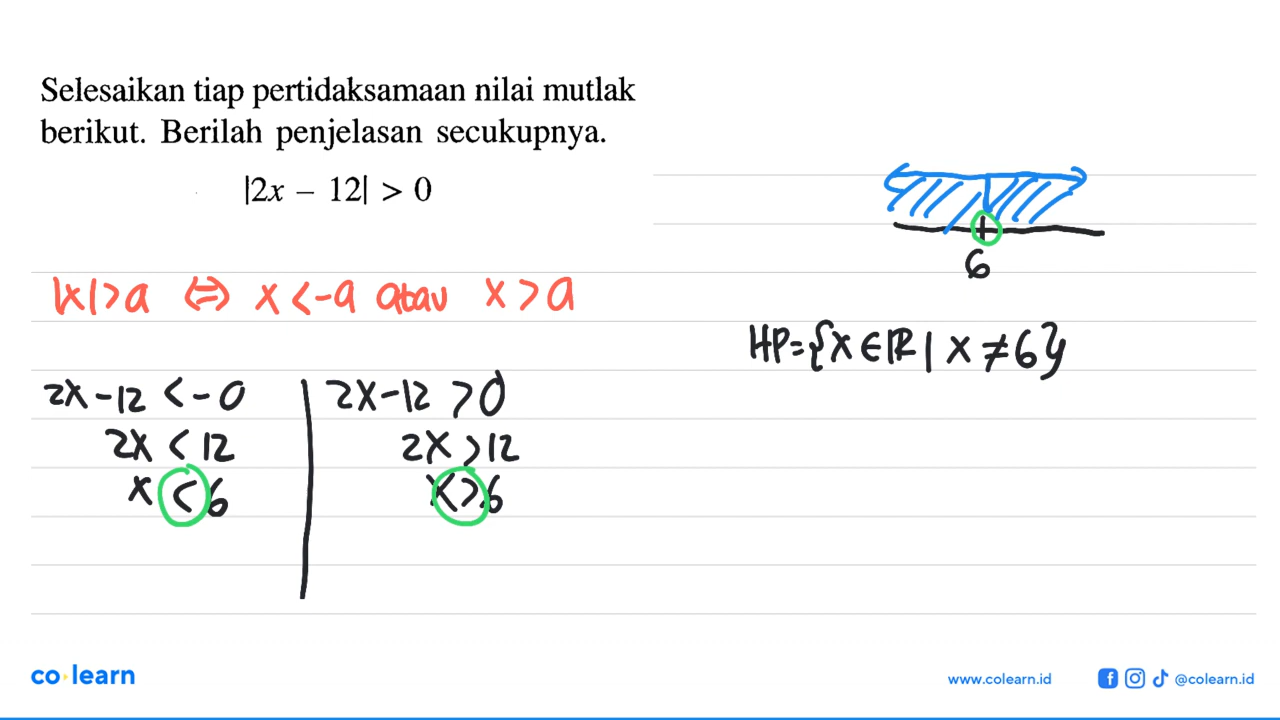 Selesaikan tiap pertidaksamaan nilai mutlak
berikut. Berilah penjelasan secukupnya.
|2x – 12| > 0
|x| > a ⇔ x < -a atau x > a
2x - 12 < -0
2x < 12
x < 6
2x - 12 > 0
2x > 12
x > 6
6
HP = {x ∈ ℝ | x ≠ 6}
co learn
www.colearn.id
@colearn.id